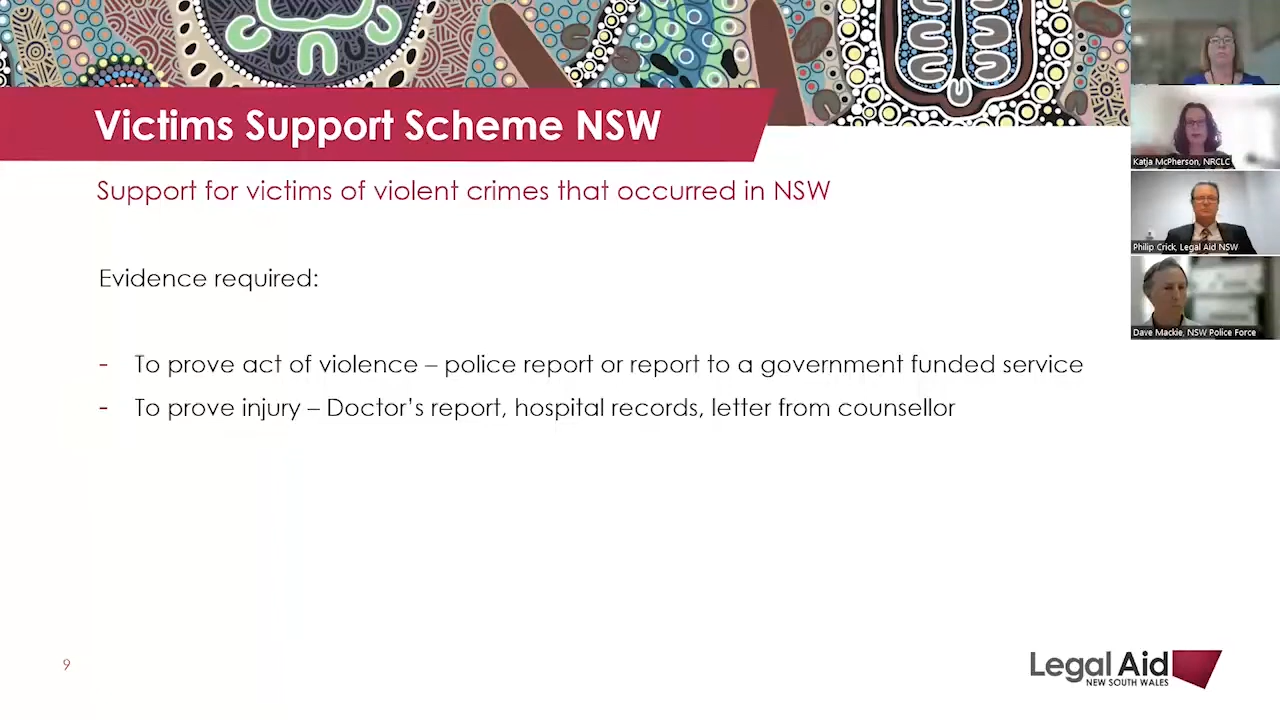 Victims Support Scheme NSW
Support for victims of violent crimes that occurred in NSW
Evidence required:
- To prove act of violence – police report or report to a government funded service
- To prove injury – Doctor's report, hospital records, letter from counsellor
Katja McPherson, NRCLC
Philip Crick, Legal Aid NSW
Dave Mackie, NSW Police Force
9
Legal Aid
NEW SOUTH WALES